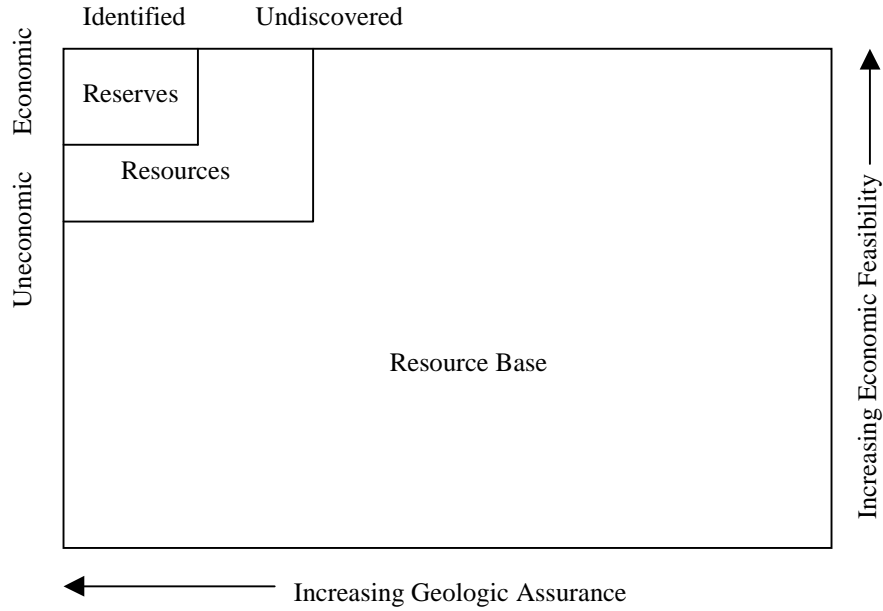 Identified
Undiscovered
Economic
Reserves
Resources
Uneconomic
Increasing Economic Feasibility
Resource Base
Increasing Geologic Assurance